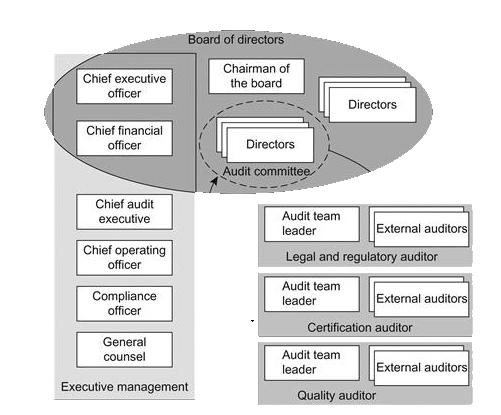 Board of directors
Chief executive
officer
Chairman of
the board
Directors
Chief financial
officer
Directors
Audit committee
Chief audit
executive
Chief operating
officer
Compliance
officer
General
counsel
Executive management
Audit team
leader
External auditors
Legal and regulatory auditor
Audit team
leader
External auditors
Certification auditor
Audit team
leader
External auditors
Quality auditor